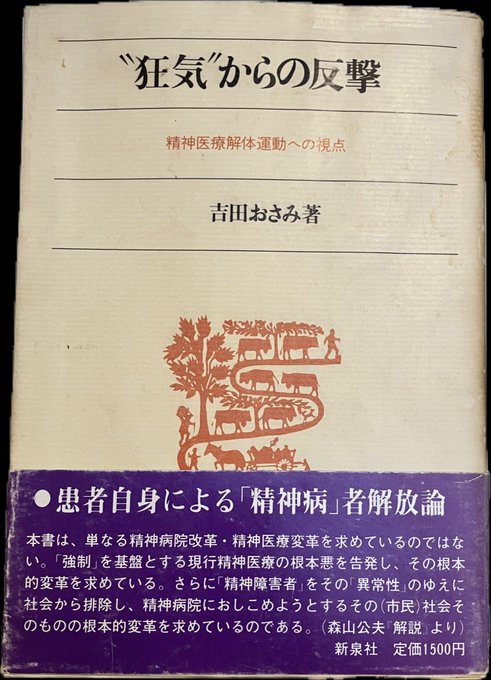 〝狂気〟からの反撃
精神医療解体運動への視点
吉田おさみ著
●患者自身による「精神病」者解放論
本書は、単なる精神病院改革・精神医療変革を求めているのではな
い。「強制」を基盤とする現行精神医療の根本悪を告発し、その根本
的変革を求めている。さらに「精神障害者」をその「異常性」のゆえに
社会から排除し、精神病院におしこめようとするその(市民)社会そ
のものの根本的変革を求めているのである。(森山公夫『解説』より)
新泉社 定価1500円